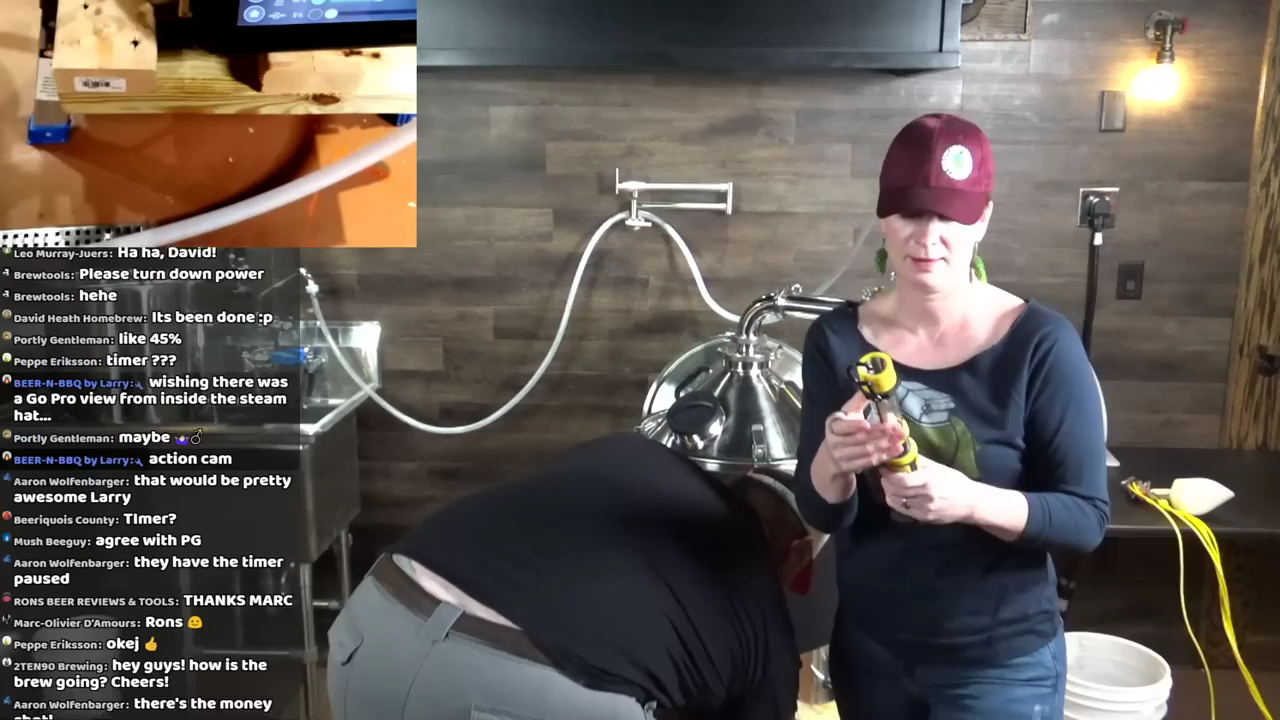 Leo Murray-Juers: Ha ha, David!
Brewtools: Please turn down power
Brewtools: hehe
David Heath Homebrew: Its been done :p
Portly Gentleman: like 45%
Peppe Eriksson: timer ???
BEER-N-BBQ by Larry: wishing there was
a Go Pro view from inside the steam
hat...
Portly Gentleman: maybe 🤷‍♂
BEER-N-BBQ by Larry: action cam
Aaron Wolfenbarger: that would be pretty
awesome Larry
Beeriquois County: TImer?
Mush Beeguy: agree with PG
Aaron Wolfenbarger: they have the timer
paused
RONS BEER REVIEWS & TOOLS: THANKS MARC
Marc-Olivier D'Amours: Rons 🙂
Peppe Eriksson: okej 👍
2TEN90 Brewing: hey guys! how is the
brew going? Cheers!
Aaron Wolfenbarger: there's the money
shot!